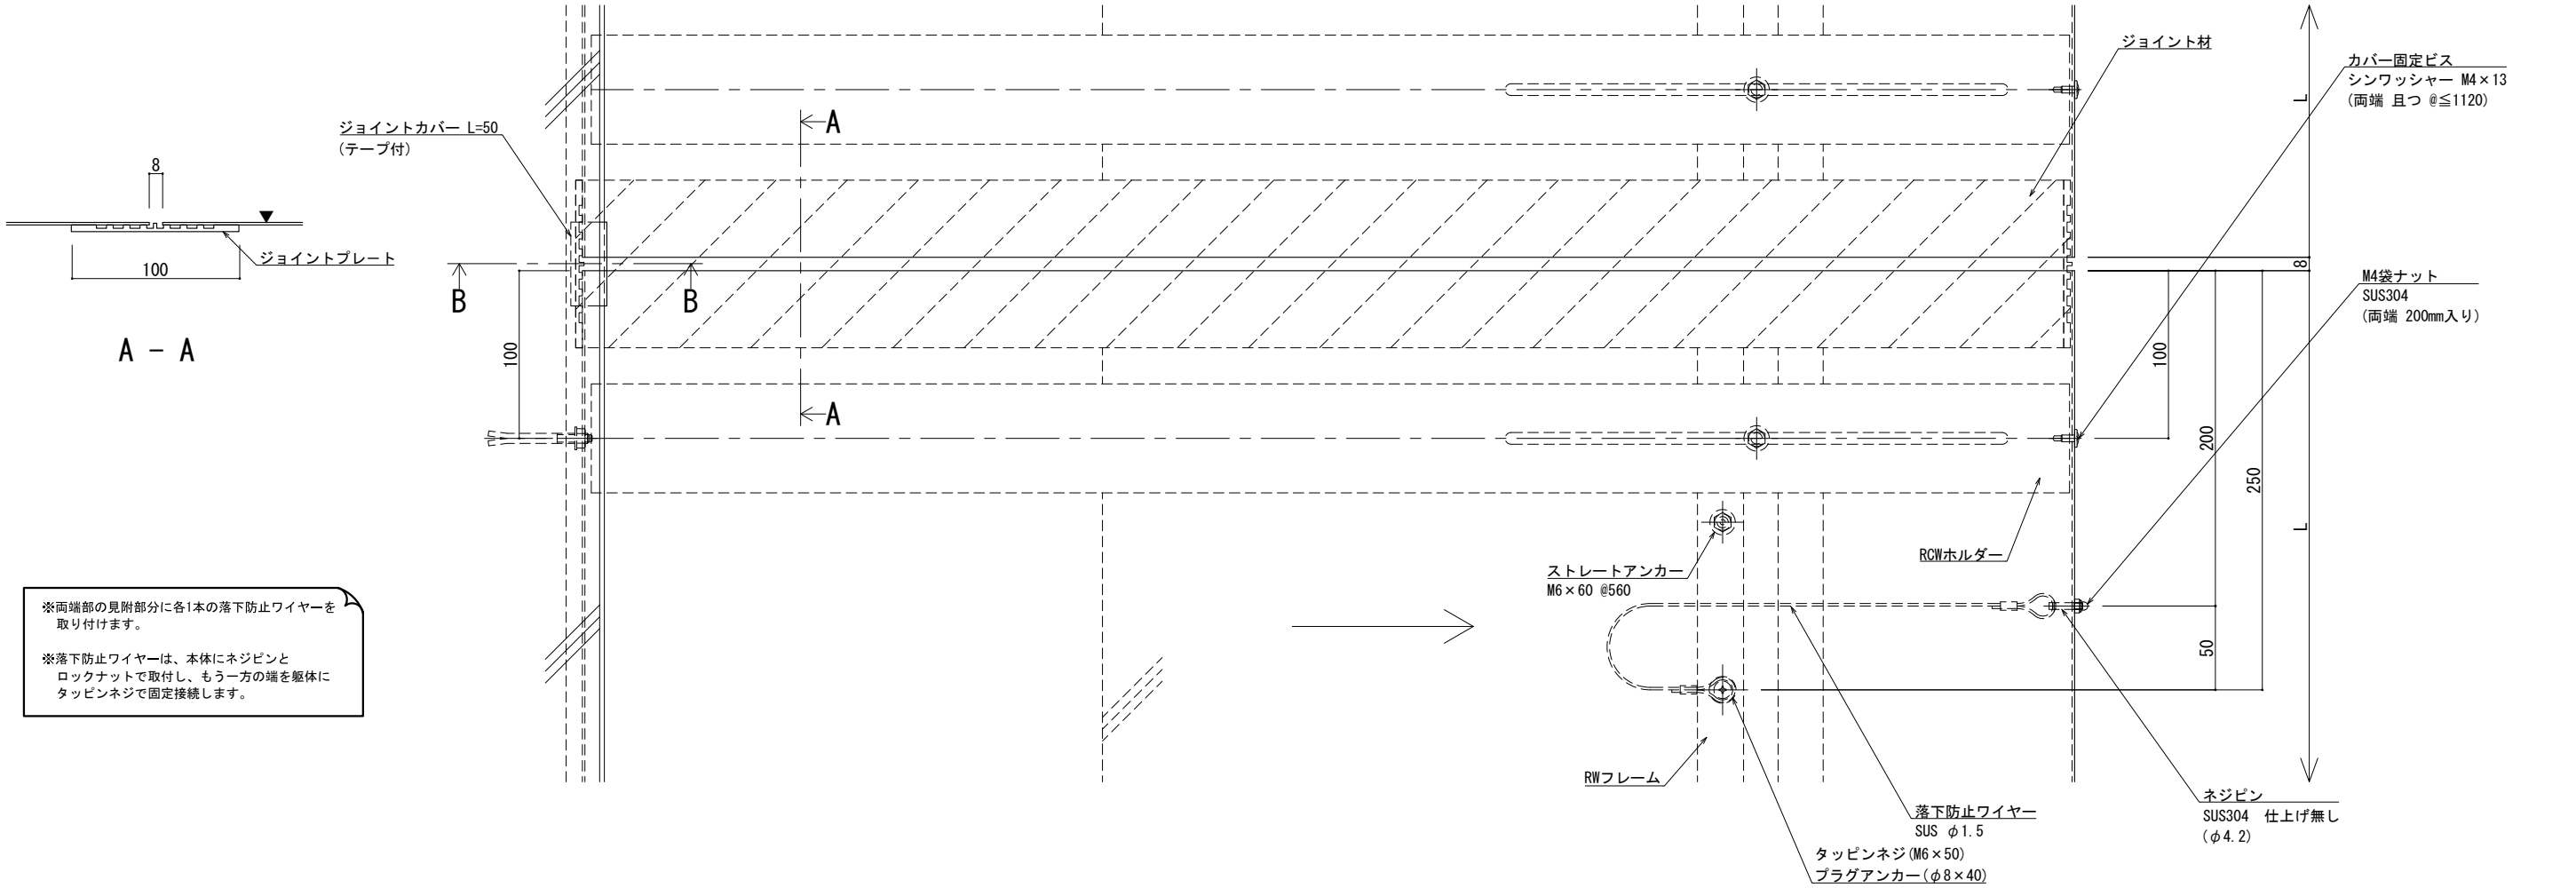 8
100
ジョイントプレート
A － A
※両端部の見附部分に各1本の落下防止ワイヤーを
取り付けます。
※落下防止ワイヤーは、本体にネジピンと
ロックナットで取付し、もう一方の端を躯体に
タッピンネジで固定接続します。
ジョイントカバー L=50
(テープ付)
A
A
B
B
100
ジョイント材
カバー固定ビス
シンワッシャー M4×13
(両端 且つ @≦1120)
L
8
L
M4袋ナット
SUS304
(両端 200mm入り)
100
200
250
50
RCWホルダー
ストレートアンカー
M6×60 @560
RWフレーム
落下防止ワイヤー
SUS φ1.5
タッピンネジ(M6×50)
プラグアンカー(φ8×40)
ネジピン
SUS304 仕上げ無し
(φ4.2)